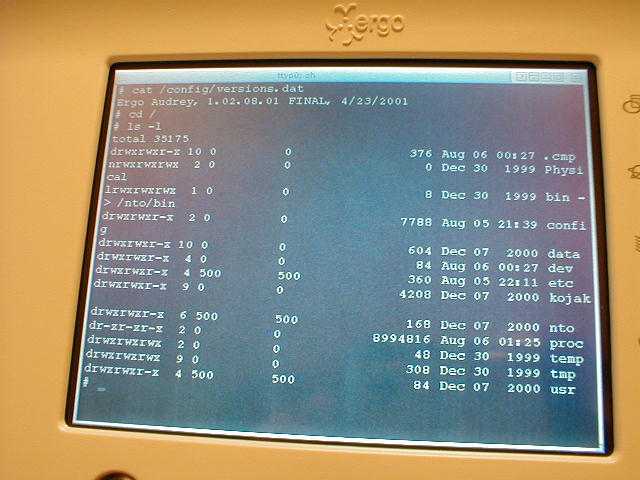 ergo
ttyp0: sh
# cat /config/versions.dat
Ergo Audrey, 1.02.08.01 FINAL, 4/23/2001
# cd /
# ls -l
total 35175
drwxrwxr-x 10 0 0 376 Aug 06 00:27 .cmp
nrwxrwxrwx 2 0 0 0 Dec 30 1999 Physi
cal
lrwxrwxrwx 1 0 0 8 Dec 30 1999 bin -
> /nto/bin
drwxrwxr-x 2 0 0 7788 Aug 05 21:39 confi
g
drwxrwxr-x 10 0 0 604 Dec 07 2000 data
drwxrwxr-x 4 0 0 84 Aug 06 00:27 dev
drwxrwxr-x 4 500 500 360 Aug 05 22:11 etc
drwxrwxr-x 9 0 0 4208 Dec 07 2000 kojak
drwxrwxr-x 6 500 500 168 Dec 07 2000 nto
dr-xr-xr-x 2 0 0 8994816 Aug 06 01:25 proc
drwxrwxrwx 2 0 0 48 Dec 30 1999 temp
drwxrwxrwx 9 0 0 308 Dec 30 1999 tmp
drwxrwxr-x 4 500 500 84 Dec 07 2000 usr
# _